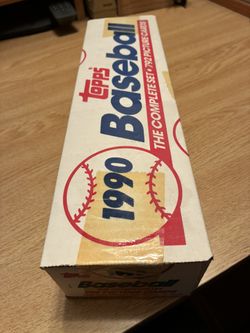 Topps
1990 Baseball
THE COMPLETE SET • 792 PICTURE CARDS
Baseball